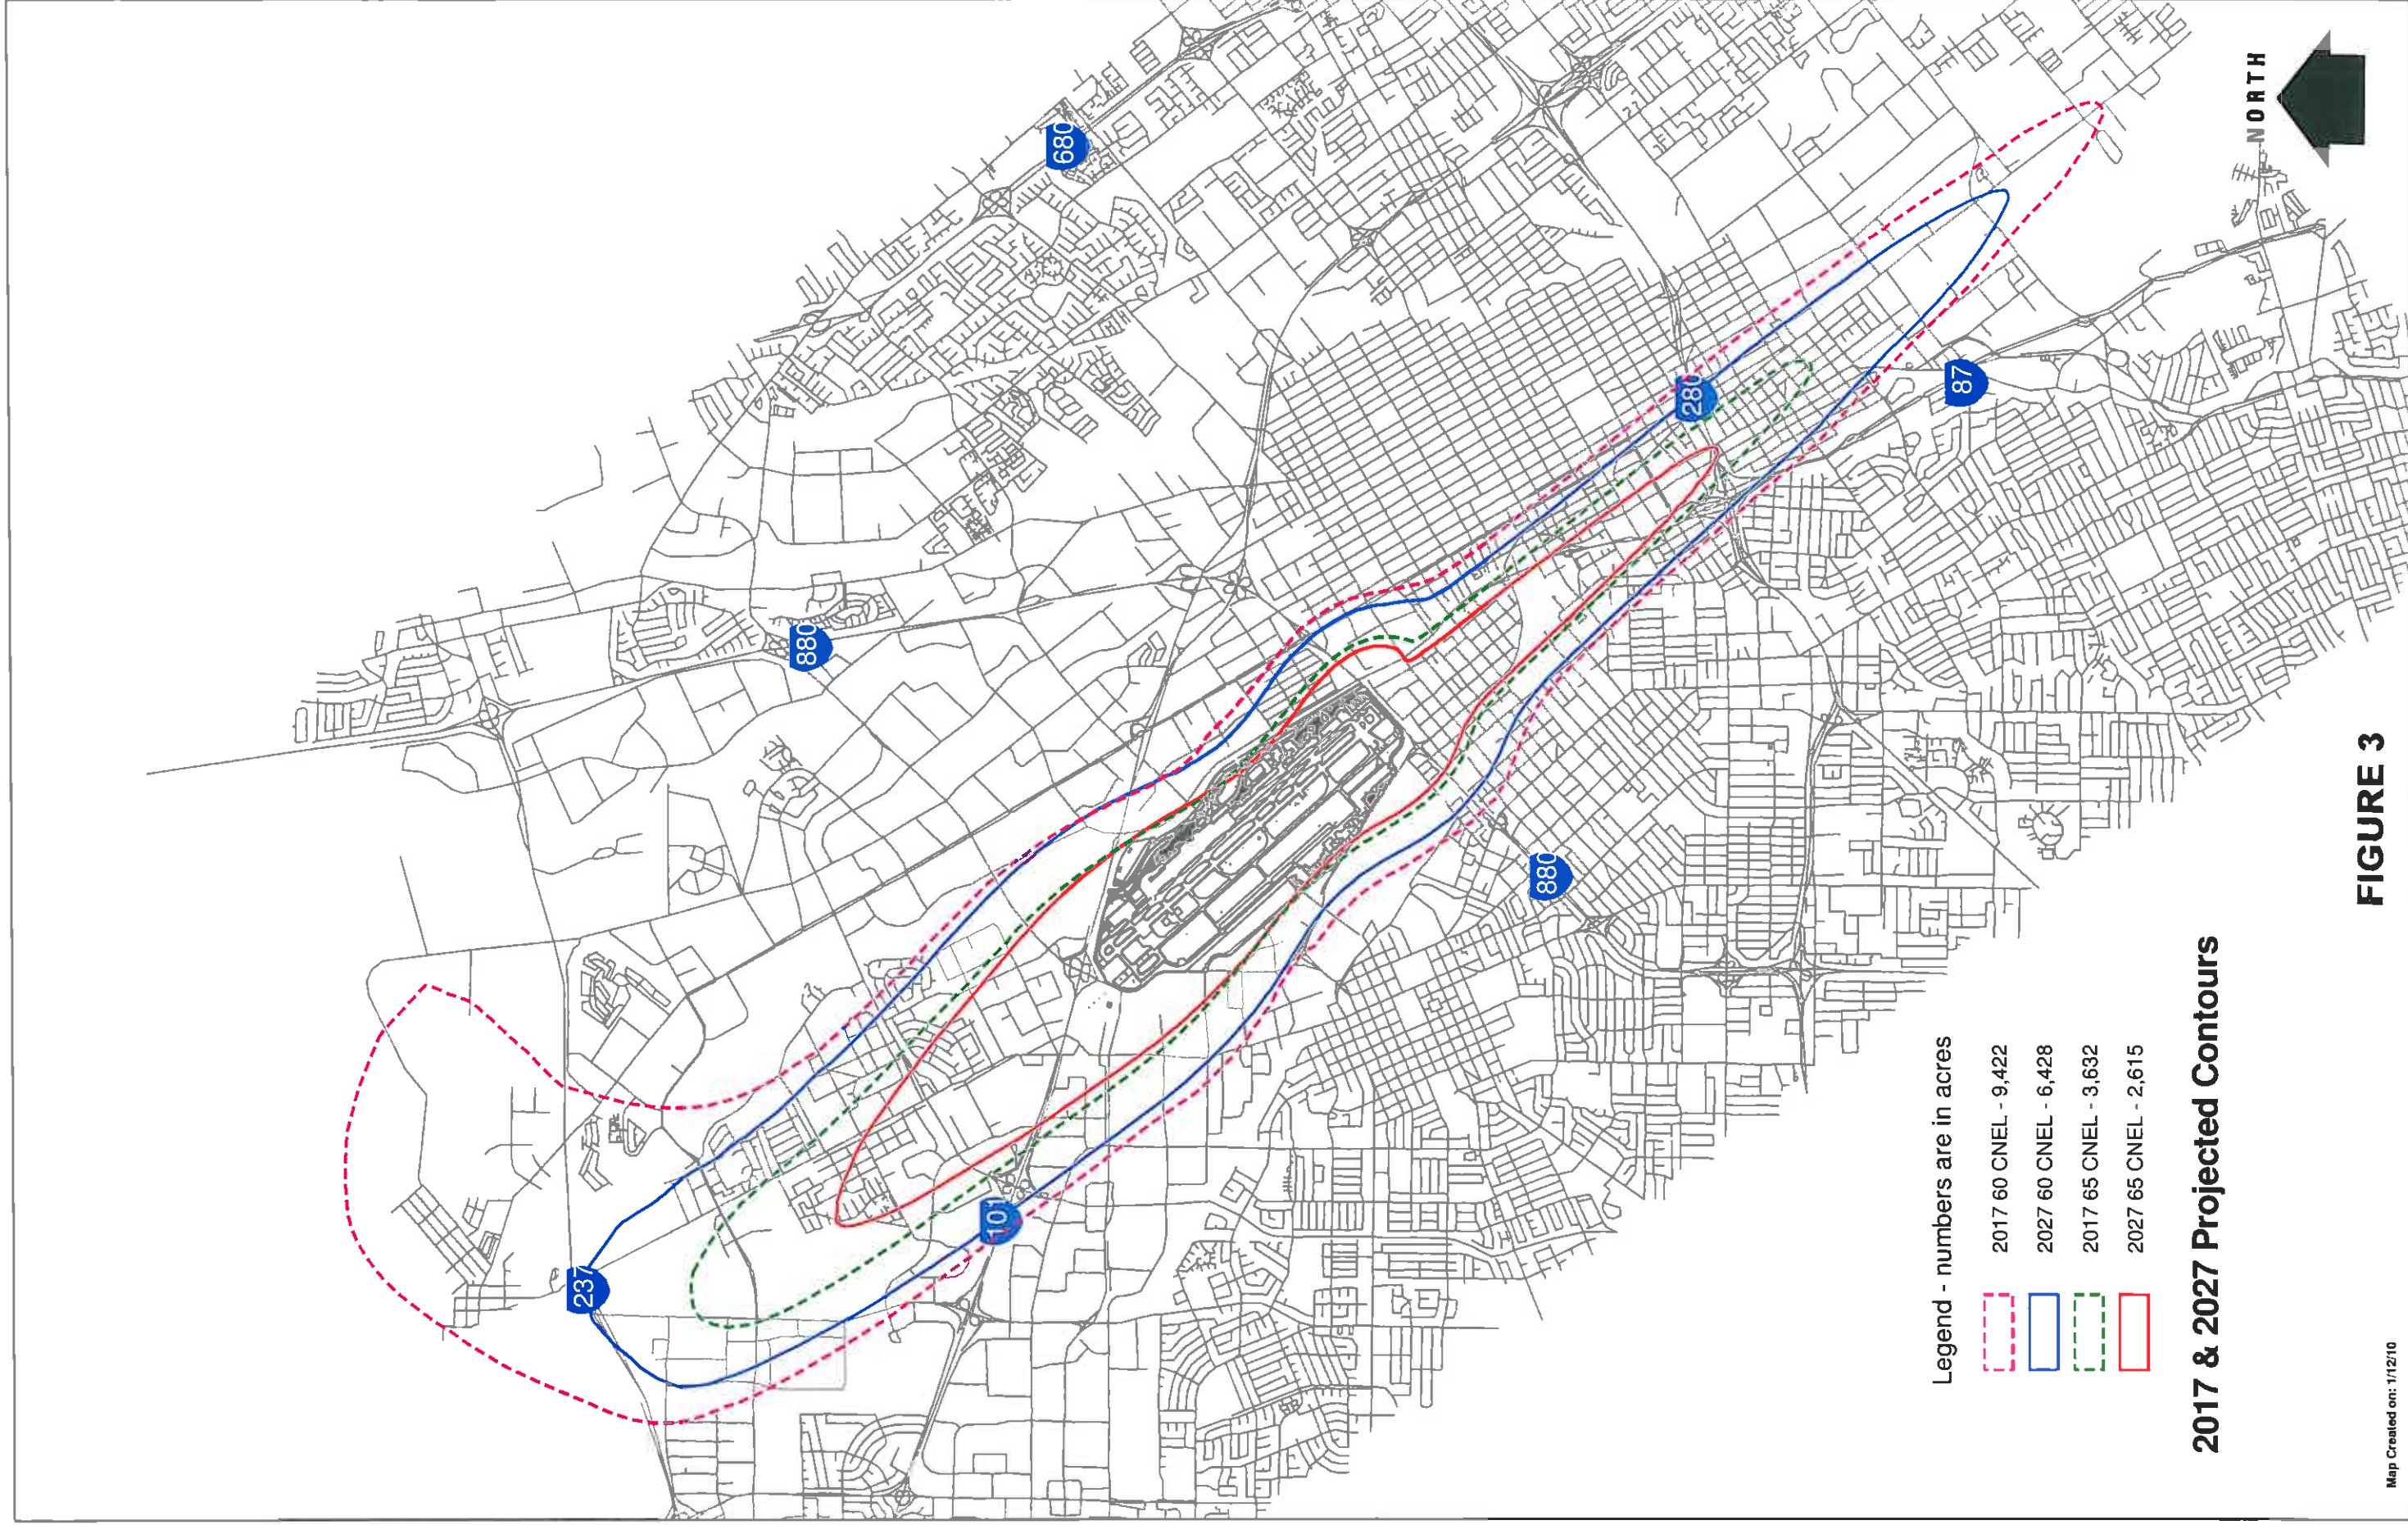 680
NORTH
880
280
87
880
237
101
Legend - numbers are in acres
2017 60 CNEL - 9,422
2027 60 CNEL - 6,428
2017 65 CNEL - 3,632
2027 65 CNEL - 2,615
2017 & 2027 Projected Contours
FIGURE 3
Map Created on: 1/12/10